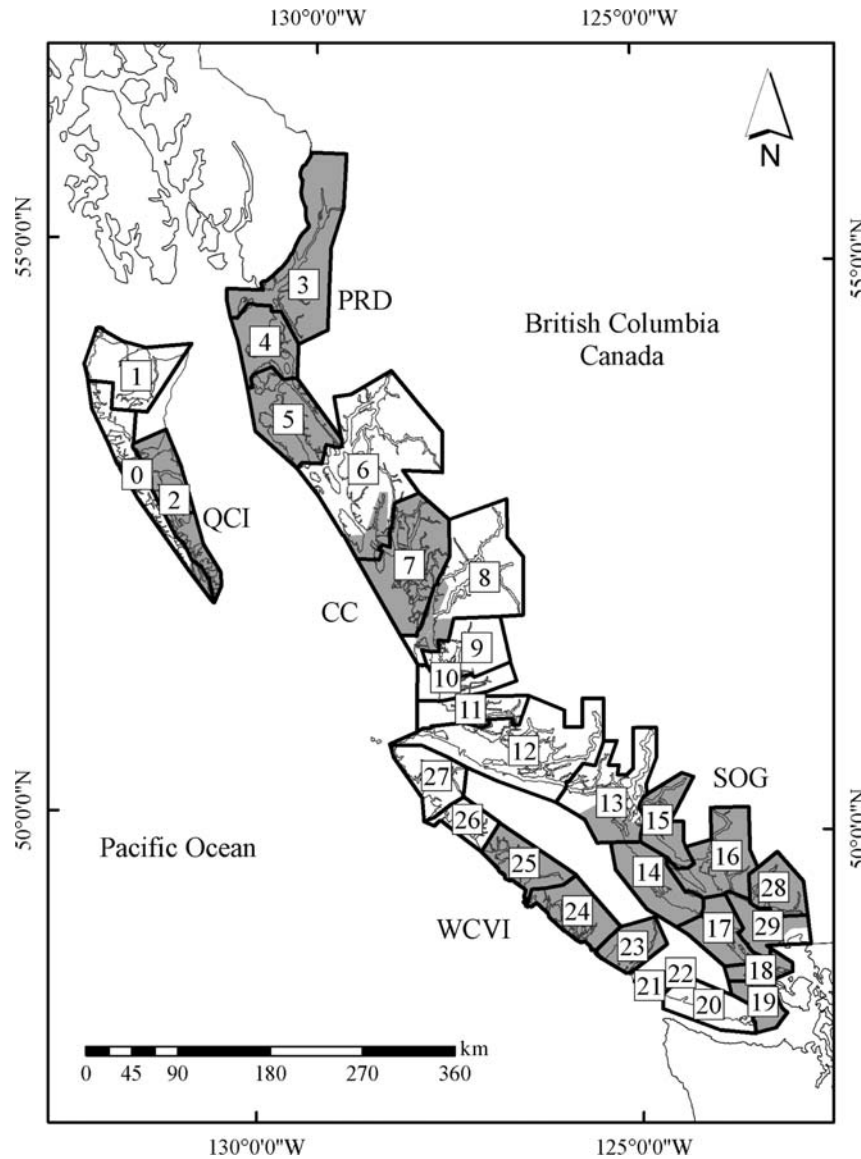 130°0'0"W 125°0'0"W
N
55°0'0"N
55°0'0"N
3
PRD
British Columbia
Canada
4
1
5
6
0
2
QCI
7
8
CC
9
10
11
12
27
13
SOG
50°0'0"N
50°0'0"N
26
15
Pacific Ocean
25
14
16
28
24
17
29
WCVI
23
18
22
21
20
19
km
0 45 90 180 270 360
130°0'0"W 125°0'0"W